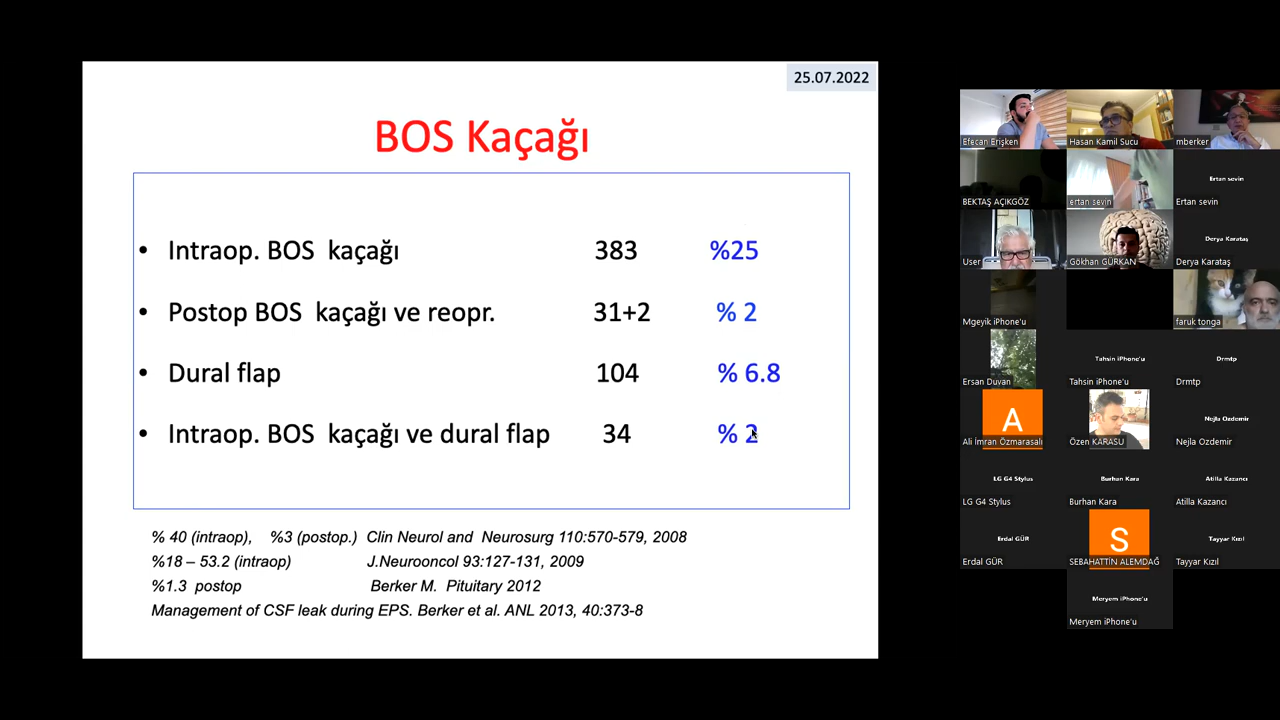 25.07.2022
BOS Kaçağı
• Intraop. BOS kaçağı 383 %25
• Postop BOS kaçağı ve reopr. 31+2 % 2
• Dural flap 104 % 6.8
• Intraop. BOS kaçağı ve dural flap 34 % 2
% 40 (intraop), %3 (postop.) Clin Neurol and Neurosurg 110:570-579, 2008
%18 – 53.2 (intraop) J.Neurooncol 93:127-131, 2009
%1.3 postop Berker M. Pituitary 2012
Management of CSF leak during EPS. Berker et al. ANL 2013, 40:373-8
Efecan Erişken
Hasan Kamil Sucu
mberker
BEKTAŞ AÇIKGÖZ
ertan sevin
Ertan sevin
Ertan sevin
User
Gökhan GÜRKAN
Derya Karataş
Derya Karataş
Mgeyik iPhone'u
faruk tonga
Ersan Duvan
Tahsin iPhone'u
Tahsin iPhone'u
Drmtp
Drmtp
A
Ali İmran Özmarasalı
Özen KARASU
Nejla Ozdemir
Nejla Ozdemir
LG G4 Stylus
LG G4 Stylus
Burhan Kara
Burhan Kara
Atilla Kazancı
Atilla Kazancı
Erdal GÜR
Erdal GÜR
S
SEBAHATTİN ALEMDAĞ
Tayyar Kızıl
Tayyar Kızıl
Meryem iPhone'u
Meryem iPhone'u